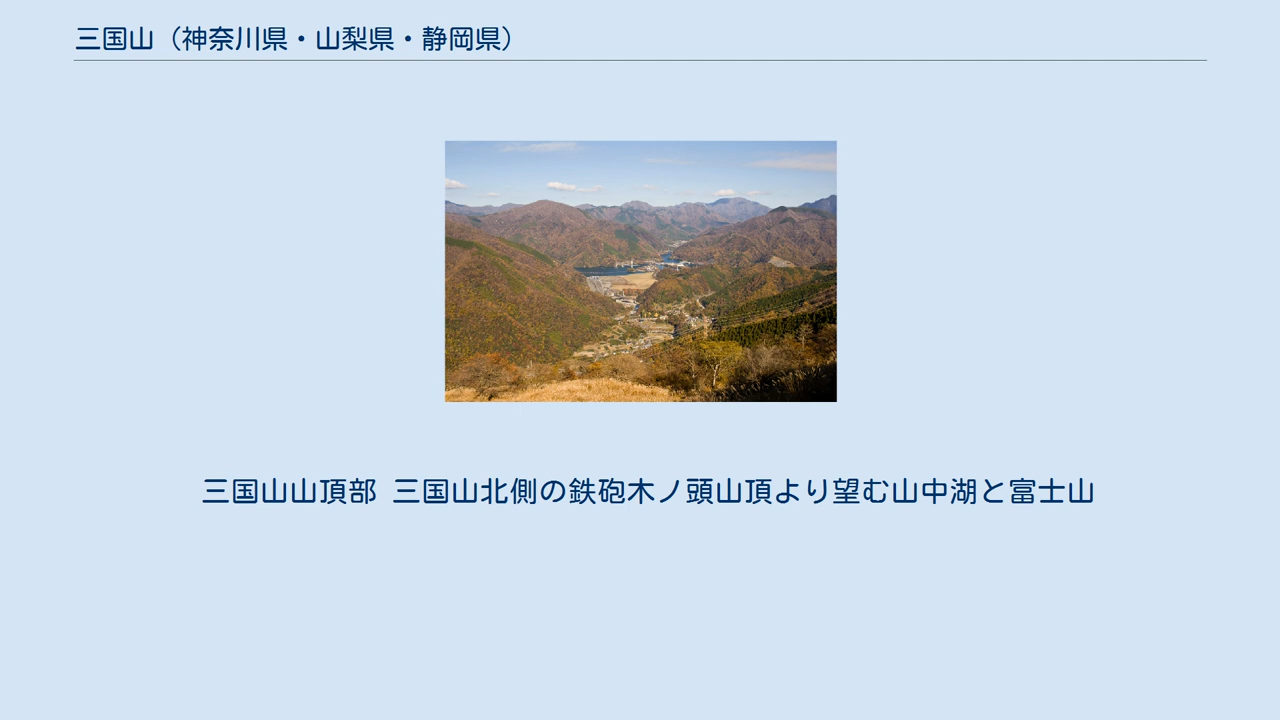 三国山（神奈川県・山梨県・静岡県）
三国山山頂部 三国山北側の鉄砲木ノ頭山頂より望む山中湖と富士山